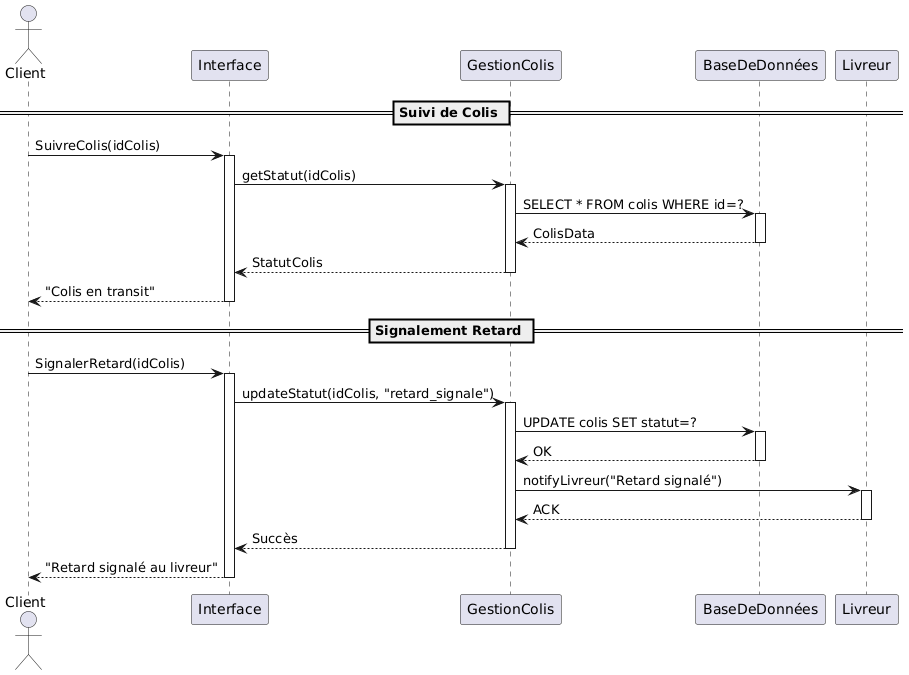 Client
Interface
GestionColis
BaseDeDonnées
Livreur
Suivi de Colis
SuivreColis(idColis)
getStatut(idColis)
SELECT * FROM colis WHERE id=?
ColisData
StatutColis
"Colis en transit"
Signalement Retard
SignalerRetard(idColis)
updateStatut(idColis, "retard_signale")
UPDATE colis SET statut=?
OK
notifyLivreur("Retard signalé")
ACK
Succès
"Retard signalé au livreur"
Client
Interface
GestionColis
BaseDeDonnées
Livreur